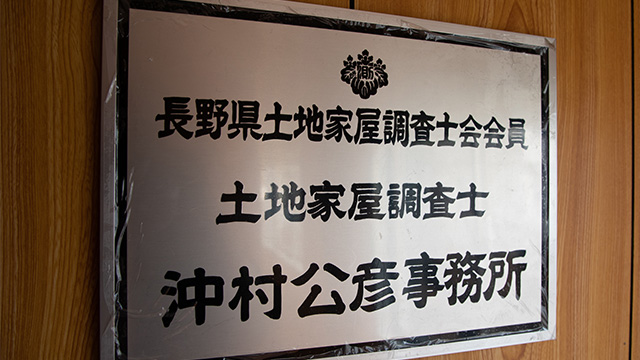 長野県土地家屋調査士会会員
土地家屋調査士
沖村公彦事務所